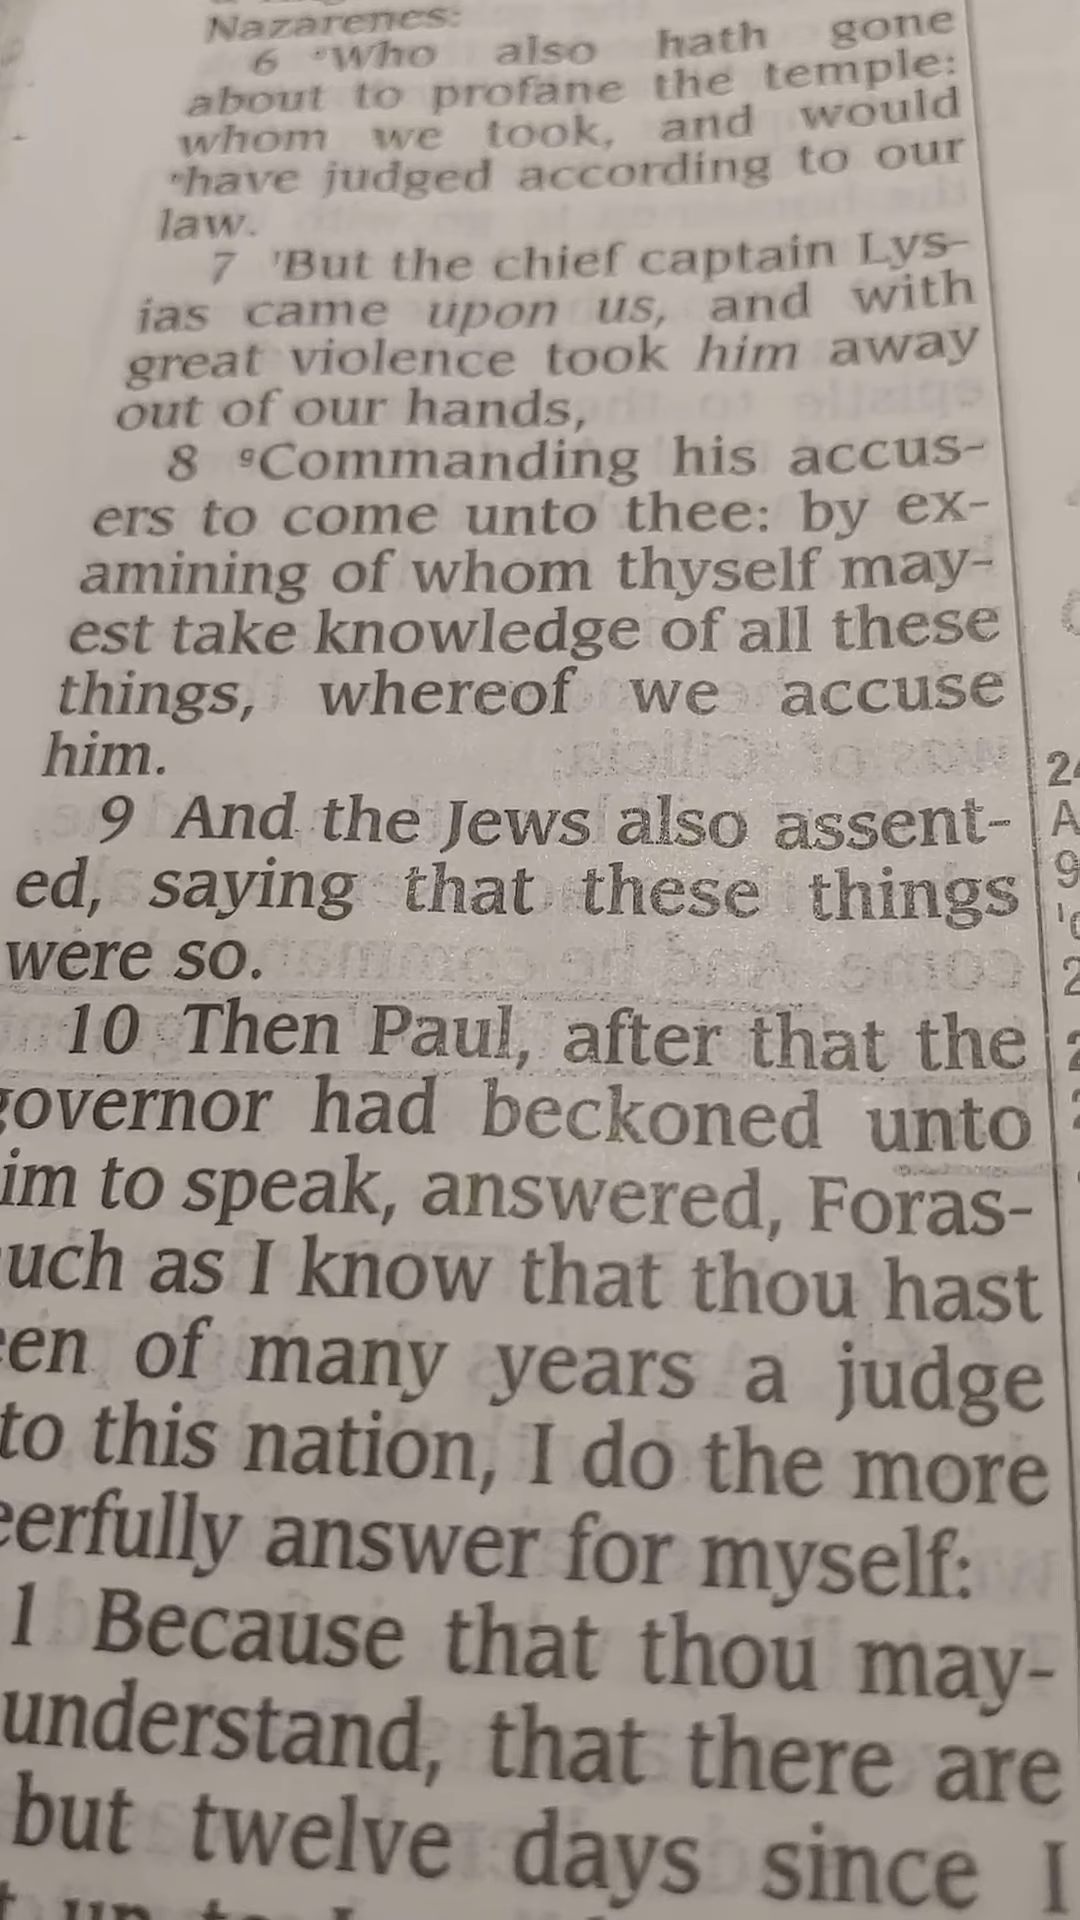 Nazarenes:
6 Who also hath gone
about to profane the temple:
whom we took, and would
have judged according to our
law.
7 'But the chief captain Lys-
ias came upon us, and with
great violence took him away
out of our hands,
8 gCommanding his accus-
ers to come unto thee: by ex-
amining of whom thyself may-
est take knowledge of all these
things, whereof we accuse
him.
9 And the Jews also assent-
ed, saying that these things
were so.
10 Then Paul, after that the
overnor had beckoned unto
im to speak, answered, Foras-
uch as I know that thou hast
en of many years a judge
to this nation, I do the more
erfully answer for myself:
1 Because that thou may-
understand, that there are
but twelve days since I